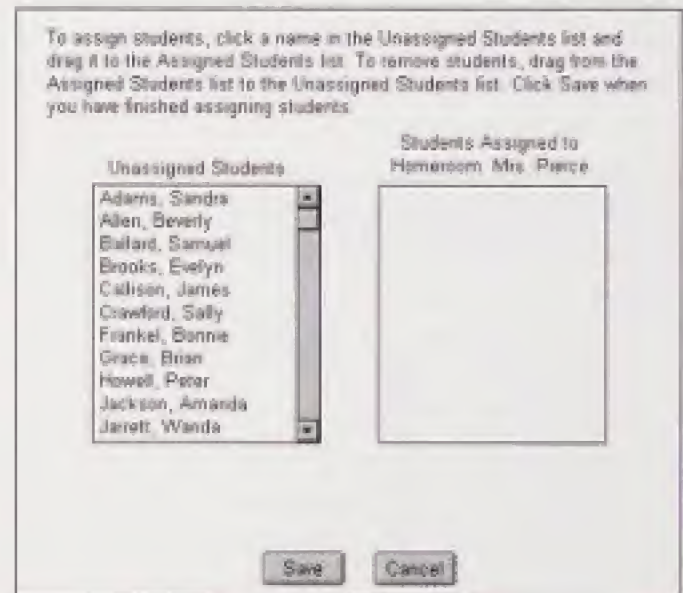 To assign students, click a name in the Unassigned Students list and
drag it to the Assigned Students list. To remove students, drag from the
Assigned Students list to the Unassigned Students list. Click Save when
you have finished assigning students.
Unassigned Students
Adams, Sandra
Allen, Beverly
Ballard, Samuel
Brooks, Evelyn
Callison, James
Crawford, Sally
Frankel, Bonnie
Grace, Brian
Howell, Peter
Jackson, Amanda
Jarrett, Wanda
Students Assigned to
Homeroom: Mrs. Pierce
Save
Cancel